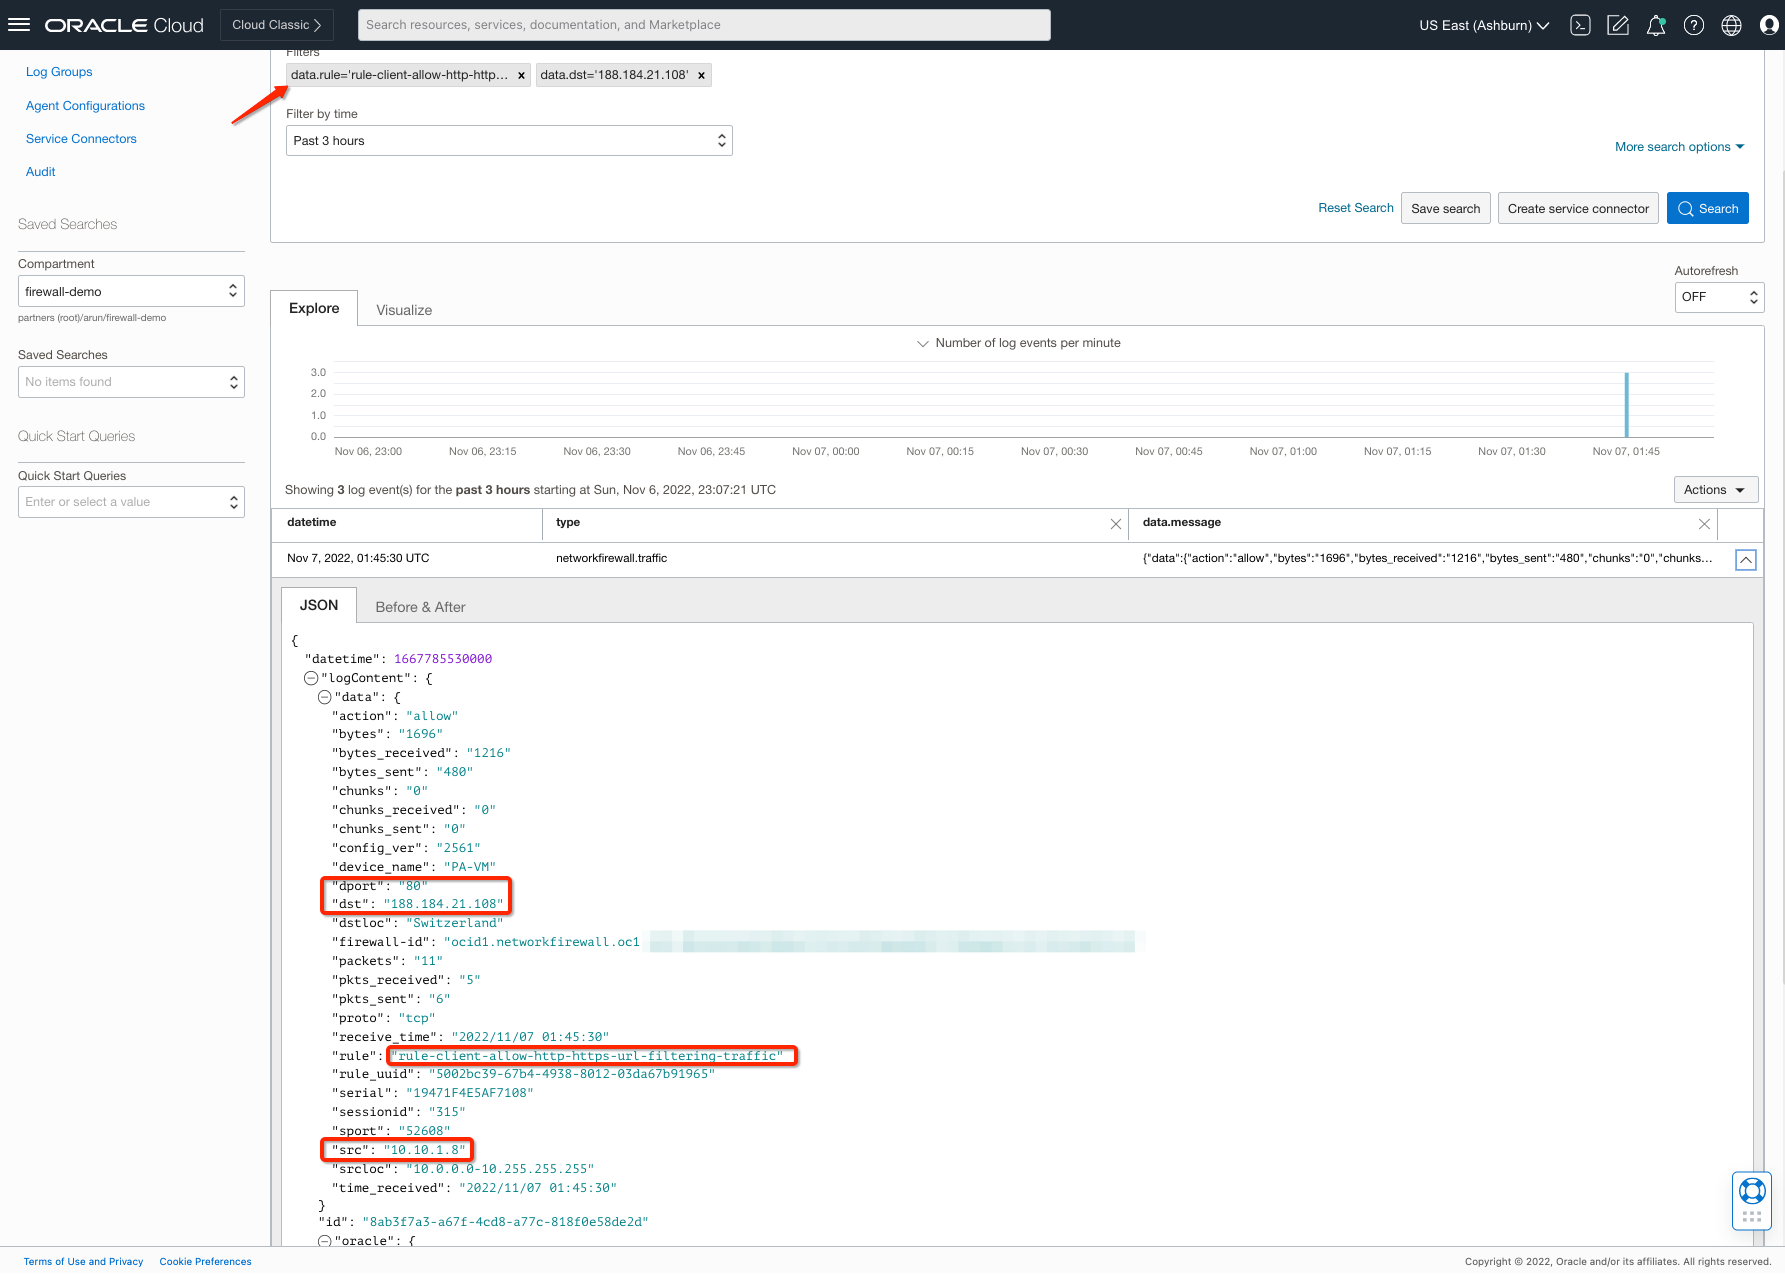 ORACLE Cloud
Cloud Classic
Search resources, services, documentation, and Marketplace
US East (Ashburn)
Log Groups
Agent Configurations
Service Connectors
Audit
Saved Searches
Compartment
firewall-demo
partners (root)/arun/firewall-demo
Saved Searches
No items found
Quick Start Queries
Quick Start Queries
Enter or select a value
Filters
data.rule='rule-client-allow-http-http... × data.dst='188.184.21.108' ×
Filter by time
Past 3 hours
More search options
Reset Search
Save search
Create service connector
Search
Autorefresh
OFF
Explore
Visualize
Number of log events per minute
3.0
2.0
1.0
0.0
Nov 06, 23:00 Nov 06, 23:15 Nov 06, 23:30 Nov 06, 23:45 Nov 07, 00:00 Nov 07, 00:15 Nov 07, 00:30 Nov 07, 00:45 Nov 07, 01:00 Nov 07, 01:15 Nov 07, 01:30 Nov 07, 01:45
Showing 3 log event(s) for the past 3 hours starting at Sun, Nov 6, 2022, 23:07:21 UTC
Actions
datetime type data.message
Nov 7, 2022, 01:45:30 UTC networkfirewall.traffic {"data":{"action":"allow","bytes":"1696","bytes_received":"1216","bytes_sent":"480","chunks":"0","chunks...
JSON
Before & After
{
"datetime": 1667785530000
"logContent": {
"data": {
"action": "allow"
"bytes": "1696"
"bytes_received": "1216"
"bytes_sent": "480"
"chunks": "0"
"chunks_received": "0"
"chunks_sent": "0"
"config_ver": "2561"
"device_name": "PA-VM"
"dport": "80"
"dst": "188.184.21.108"
"dstloc": "Switzerland"
"firewall-id": "ocid1.networkfirewall.oc1
"packets": "11"
"pkts_received": "5"
"pkts_sent": "6"
"proto": "tcp"
"receive_time": "2022/11/07 01:45:30"
"rule": "rule-client-allow-http-https-url-filtering-traffic"
"rule_uuid": "5002bc39-67b4-4938-8012-03da67b91965"
"serial": "19471F4E5AF7108"
"sessionid": "315"
"sport": "52608"
"src": "10.10.1.8"
"srcloc": "10.0.0.0-10.255.255.255"
"time_received": "2022/11/07 01:45:30"
}
"id": "8ab3f7a3-a67f-4cd8-a77c-818f0e58de2d"
"oracle": {
Terms of Use and Privacy
Cookie Preferences
Copyright © 2022, Oracle and/or its affiliates. All rights reserved.